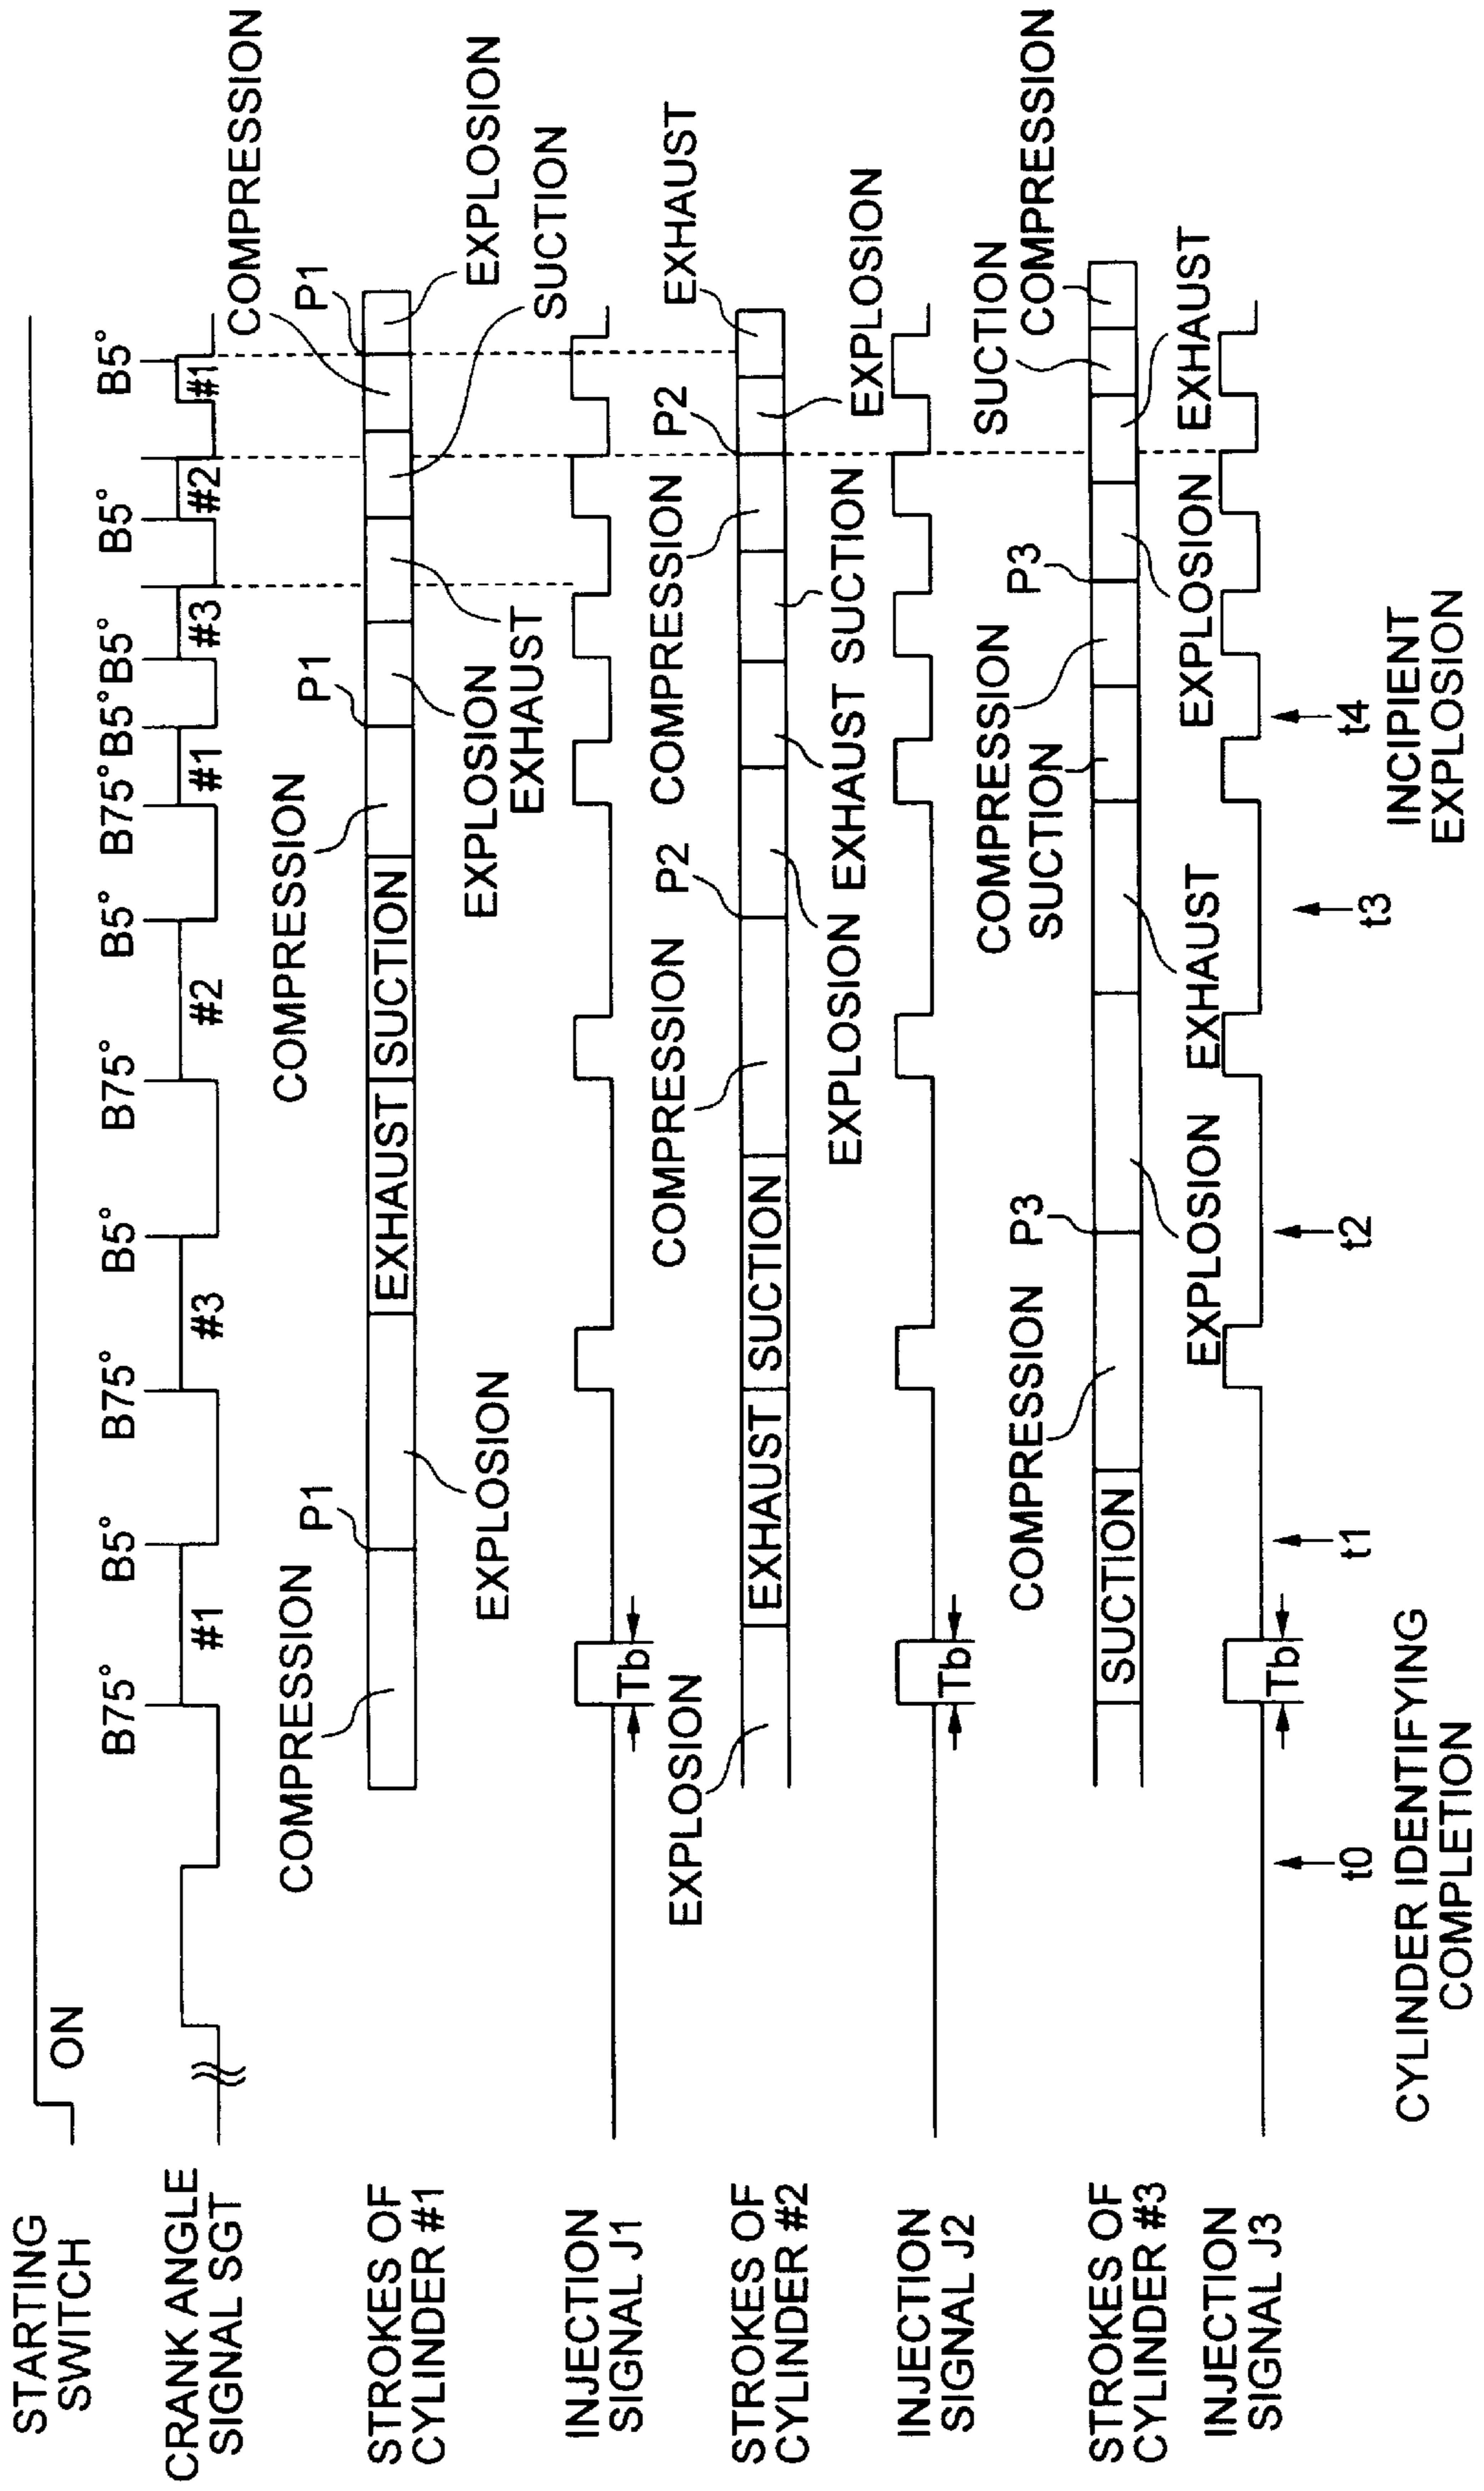 STARTING
SWITCH
ON
CRANK ANGLE
SIGNAL SGT
B75°
B5°
B75°
B5°
B75°
B5°
B75°
B5°
B5°
B5°
B5°
#1
#3
#2
#1
#3
#2
#1
STROKES OF
CYLINDER #1
COMPRESSION
P1
EXPLOSION
EXHAUST
SUCTION
COMPRESSION
P1
EXPLOSION
EXHAUST
SUCTION
COMPRESSION
P1
EXPLOSION
INJECTION
SIGNAL J1
Tb
STROKES OF
CYLINDER #2
EXPLOSION
EXHAUST
SUCTION
COMPRESSION
P2
EXPLOSION
EXHAUST
SUCTION
COMPRESSION
P2
EXPLOSION
EXHAUST
INJECTION
SIGNAL J2
Tb
STROKES OF
CYLINDER #3
SUCTION
COMPRESSION
P3
EXPLOSION
EXHAUST
SUCTION
COMPRESSION
P3
EXPLOSION
EXHAUST
SUCTION
COMPRESSION
INJECTION
SIGNAL J3
Tb
t0
t1
t2
t3
t4
CYLINDER IDENTIFYING
COMPLETION
INCIPIENT
EXPLOSION